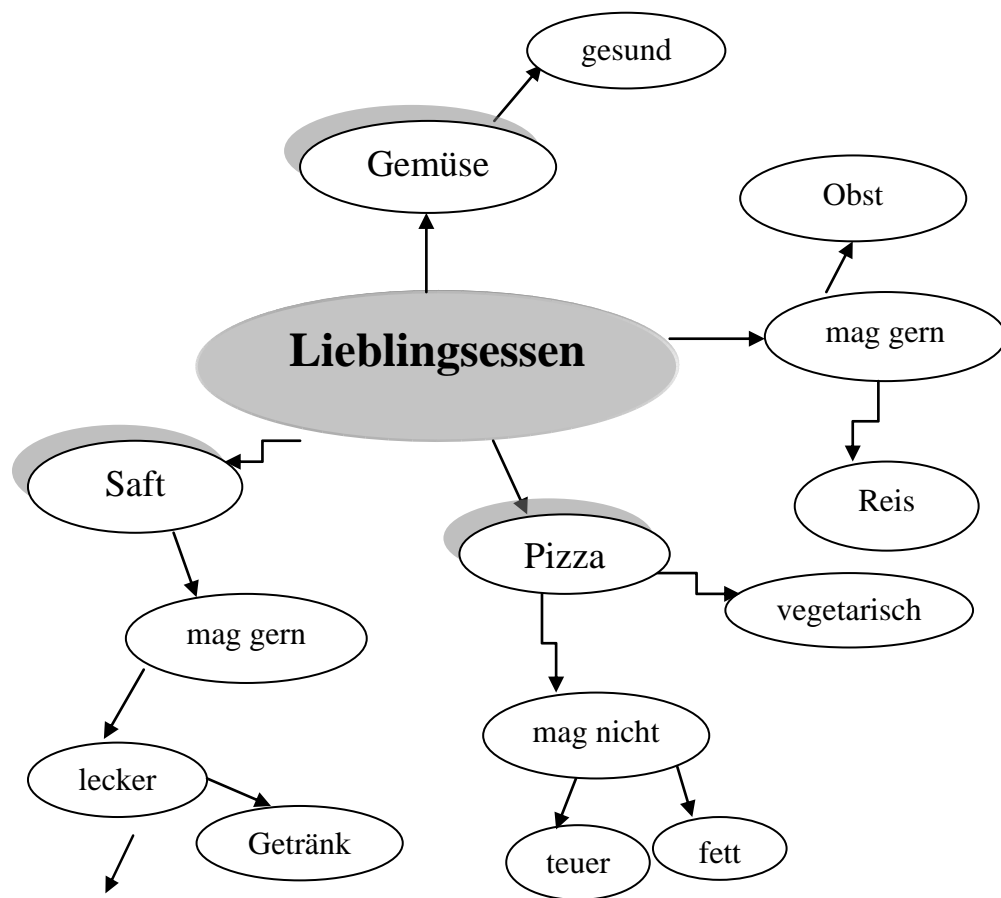 gesund
Gemüse
Obst
mag gern
Lieblingsessen
Saft
Reis
Pizza
vegetarisch
mag gern
mag nicht
lecker
Getränk
teuer
fett